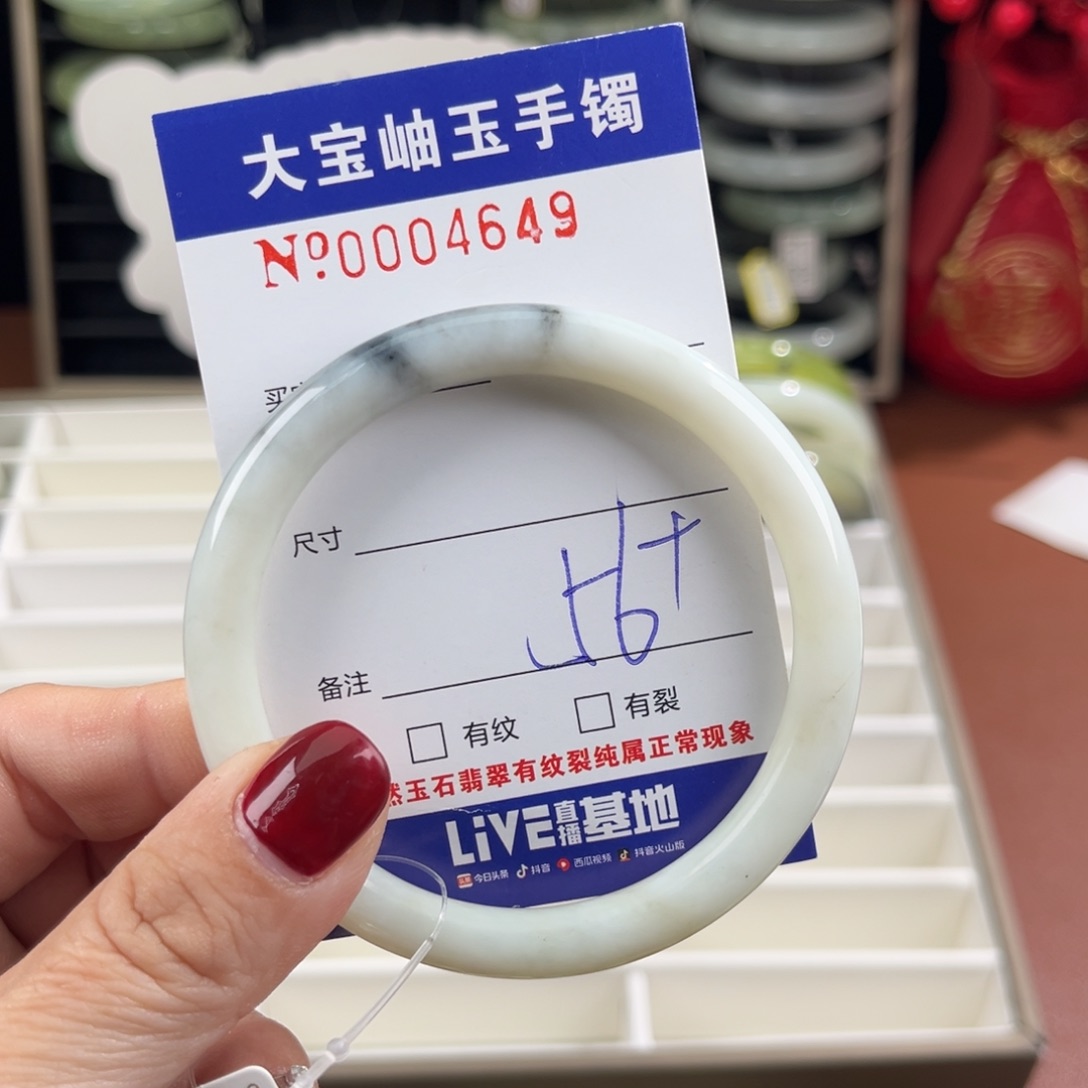 大宝岫玉手镯
Nº0004649
买
尺寸
56+
备注
有纹 有裂
然玉石翡翠有纹裂纯属正常现象
LiVE直播基地
今日头条 抖音 西瓜视频 抖音火山版